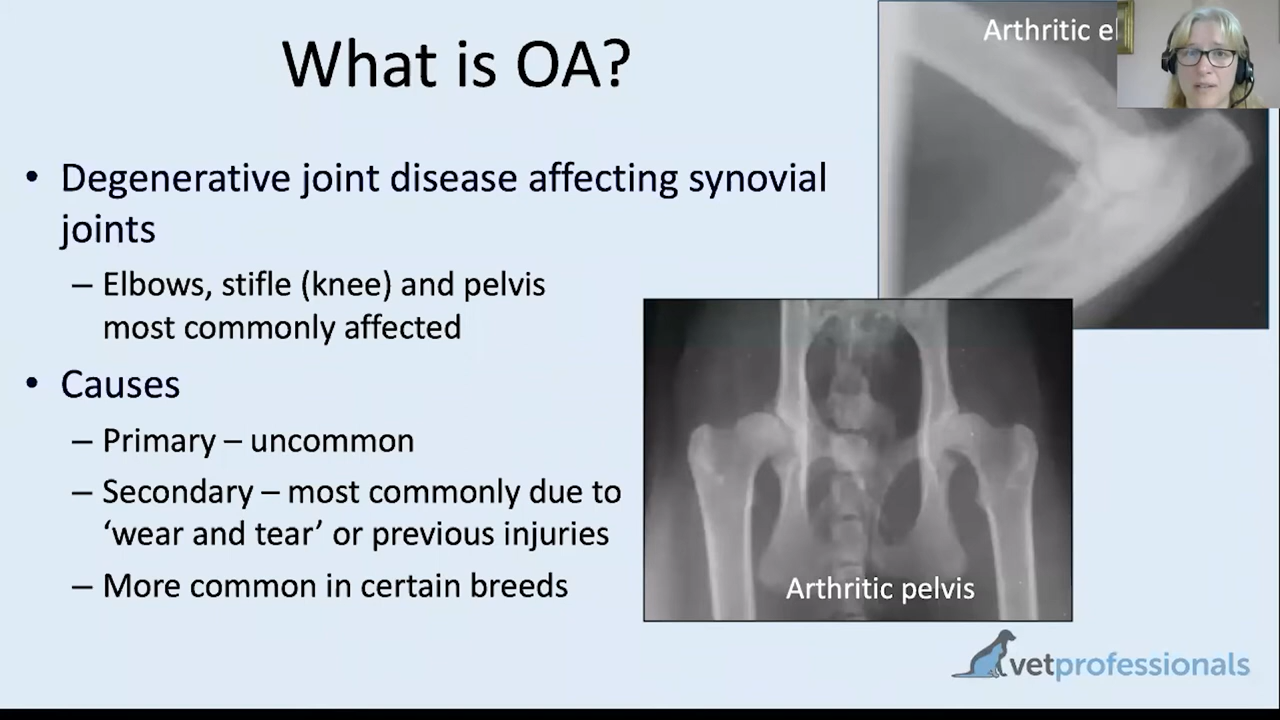 What is OA?
Arthritic
• Degenerative joint disease affecting synovial
joints
– Elbows, stifle (knee) and pelvis
most commonly affected
• Causes
– Primary – uncommon
– Secondary – most commonly due to
‘wear and tear’ or previous injuries
– More common in certain breeds
Arthritic pelvis
vetprofessionals